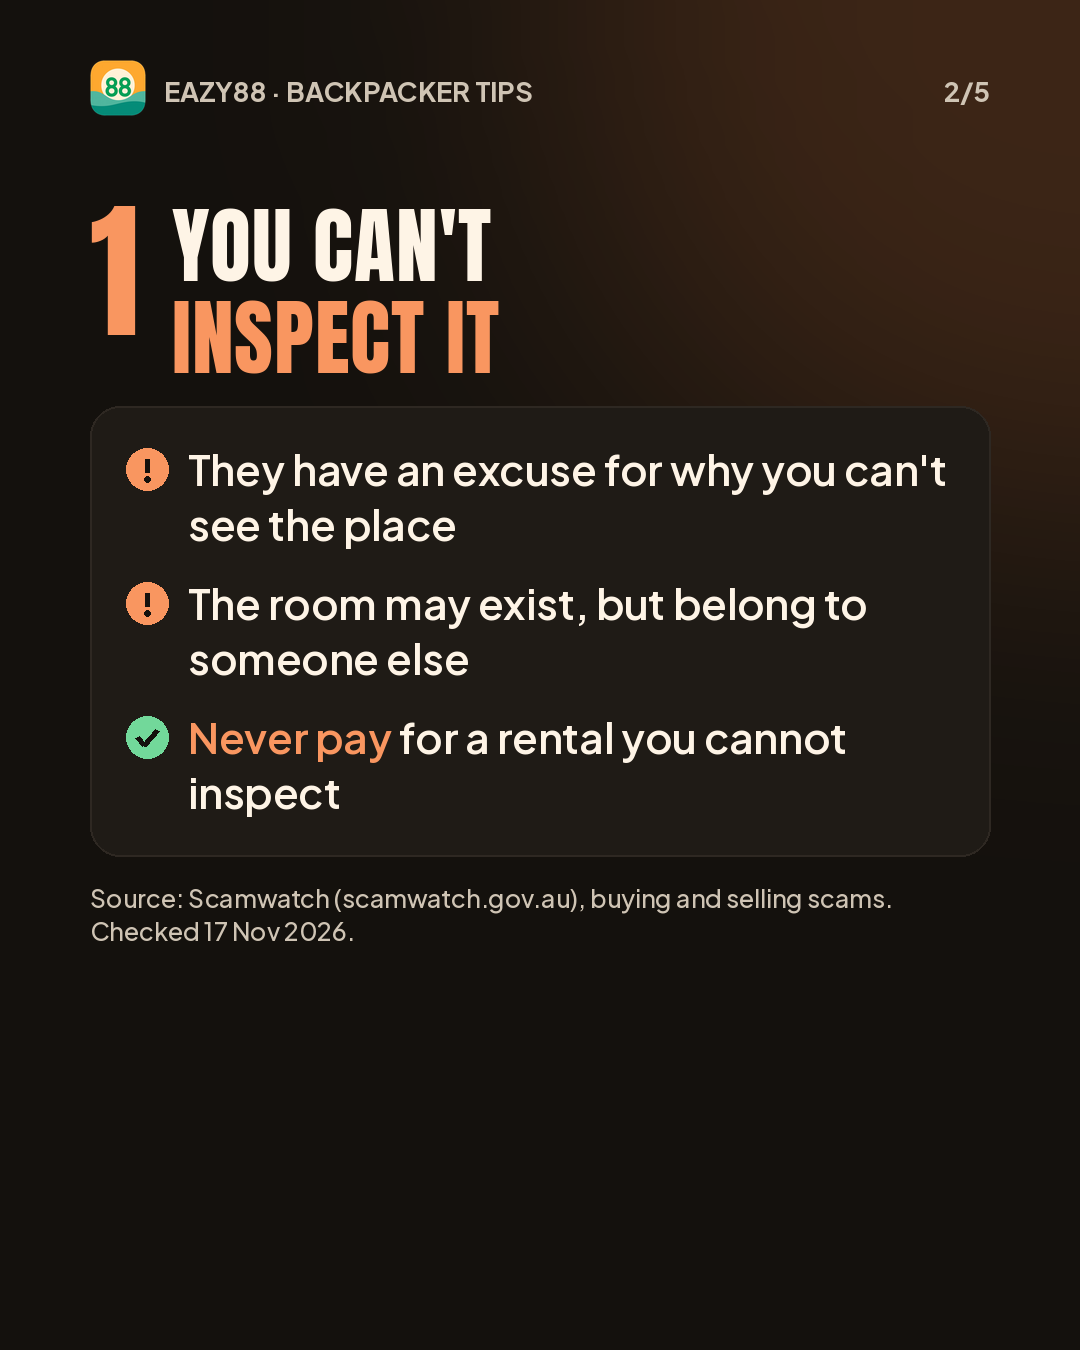 88
EAZY88 · BACKPACKER TIPS
2/5
1
YOU CAN'T
INSPECT IT
They have an excuse for why you can't
see the place
The room may exist, but belong to
someone else
Never pay for a rental you cannot
inspect
Source: Scamwatch (scamwatch.gov.au), buying and selling scams.
Checked 17 Nov 2026.